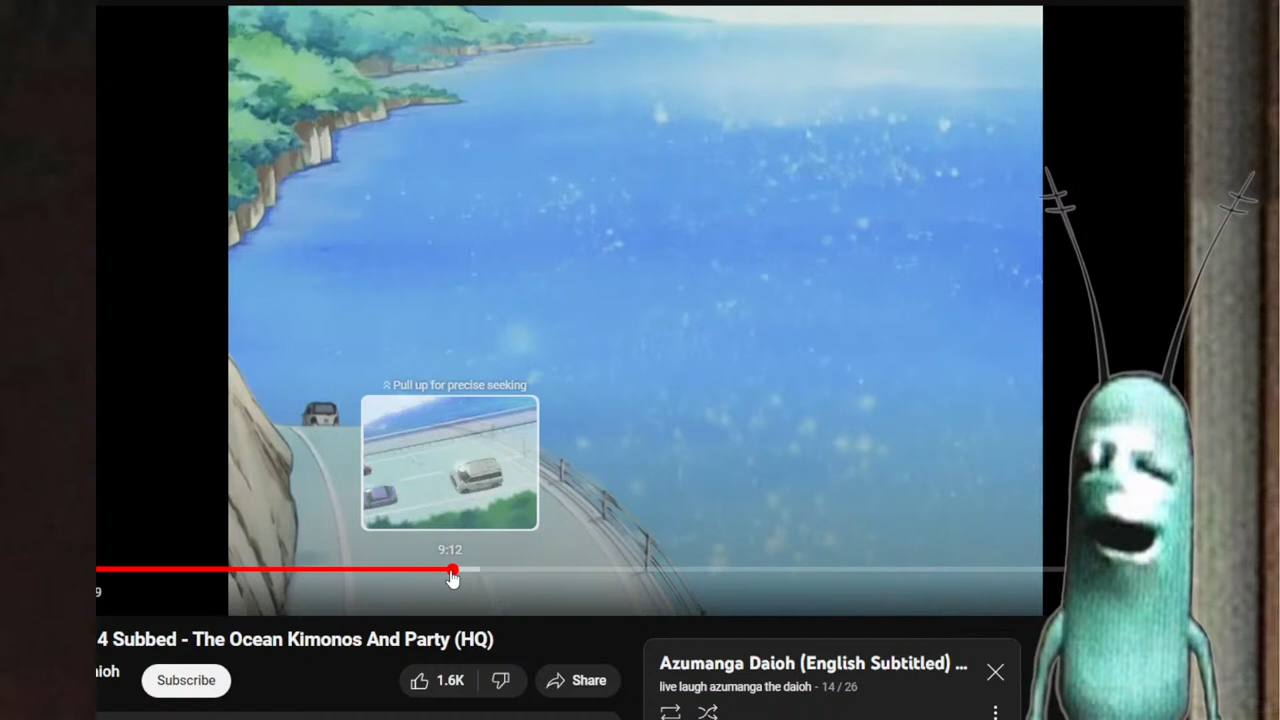 Pull up for precise seeking
9:12
9
4 Subbed - The Ocean Kimonos And Party (HQ)
aioh
Subscribe
1.6K
Share
Azumanga Daioh (English Subtitled) ...
live laugh azumanga the daioh - 14 / 26